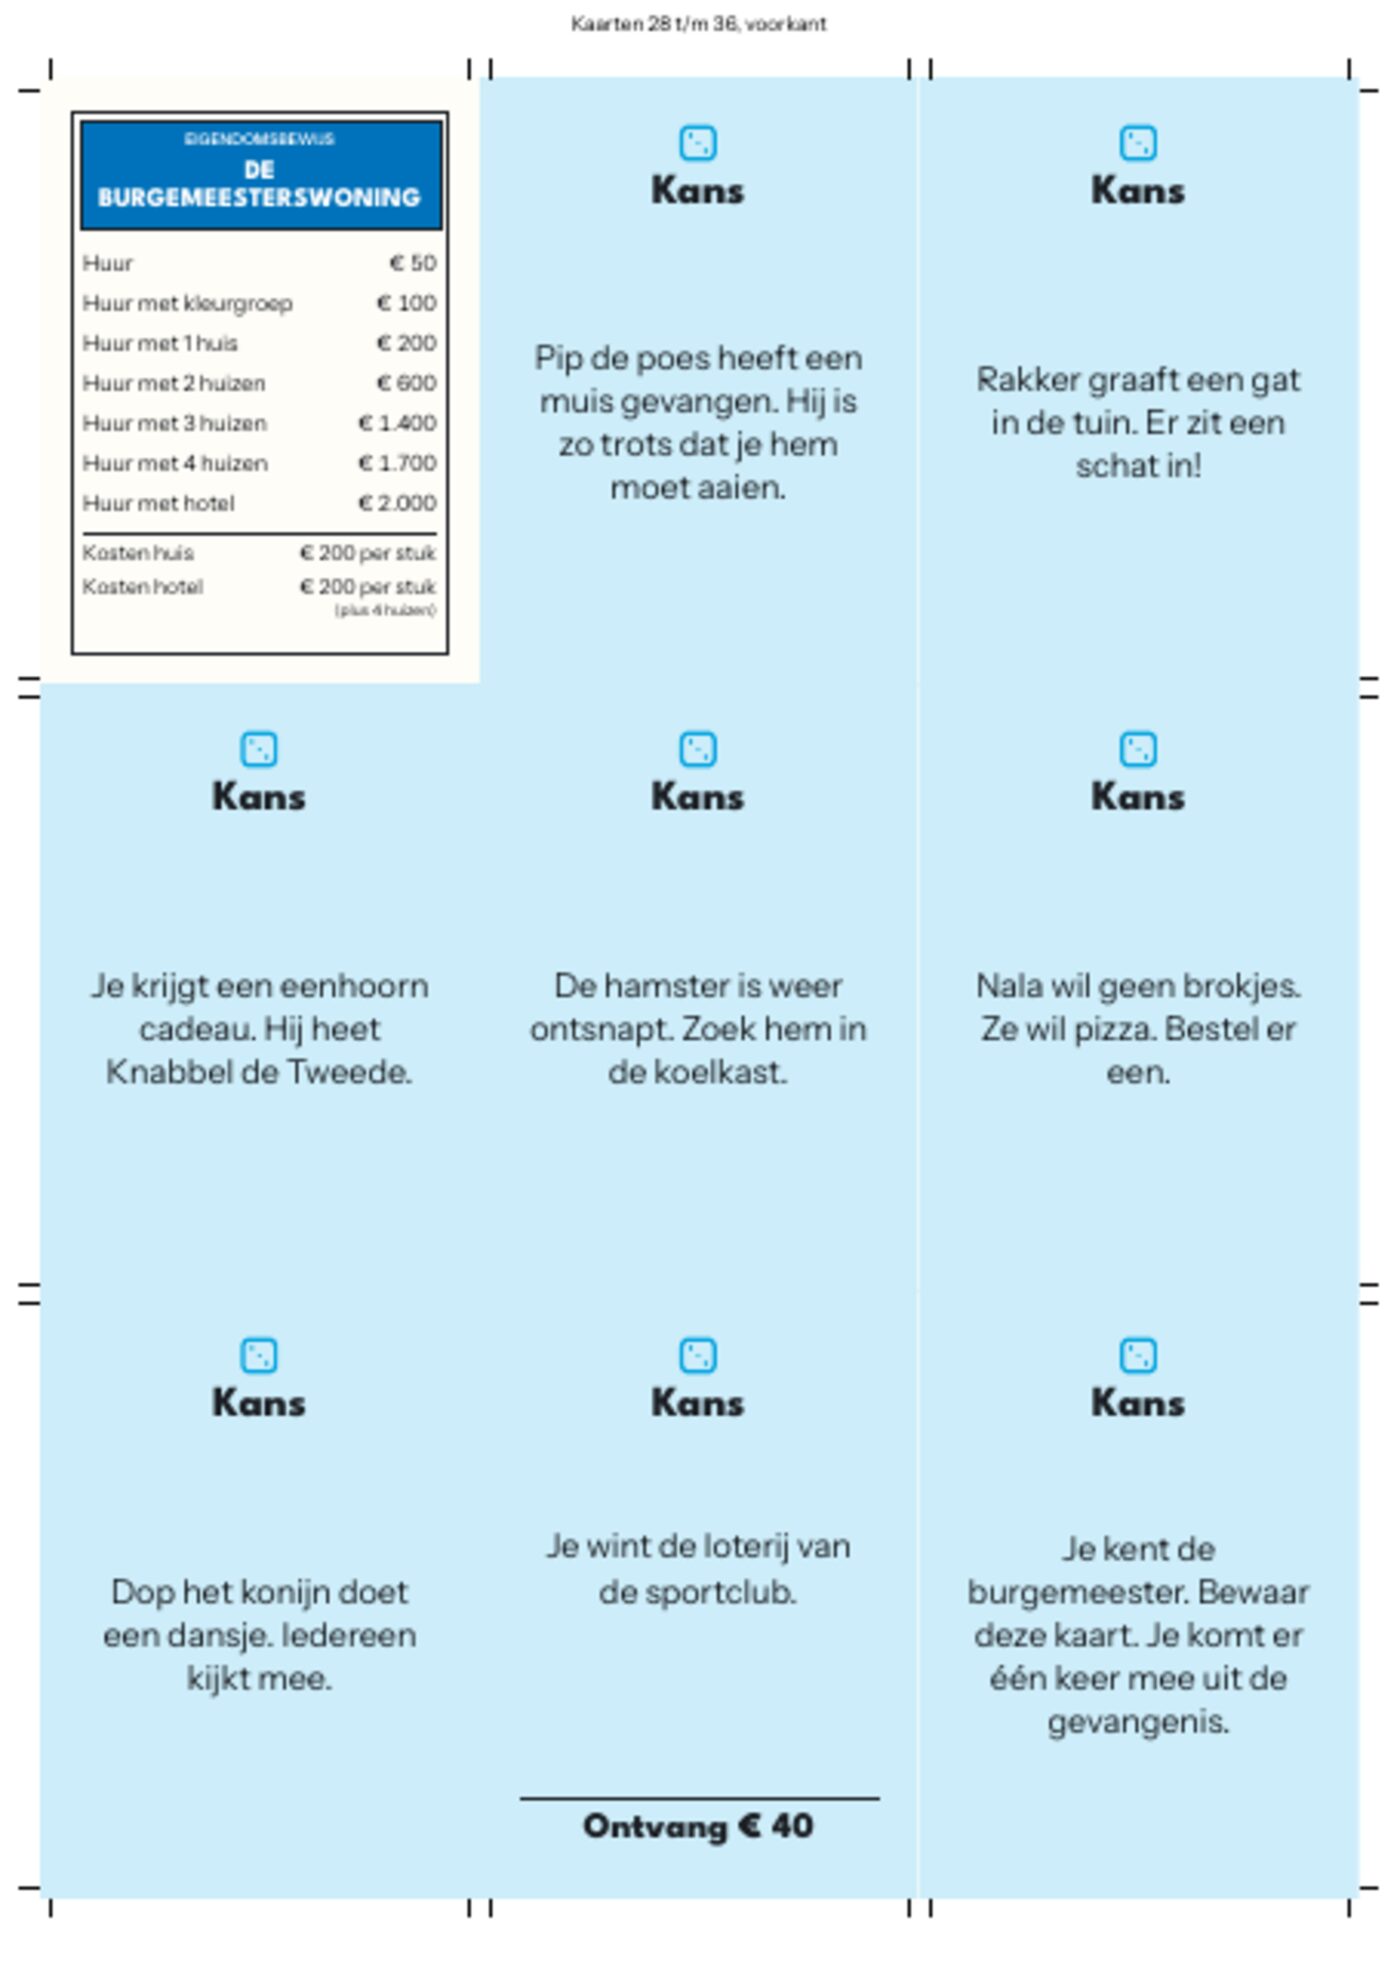 Kaarten 28 t/m 36, voorkant
EIGENDOMSBEWIJS
DE
BURGEMEESTERSWONING
Huur € 50
Huur met kleurgroep € 100
Huur met 1 huis € 200
Huur met 2 huizen € 600
Huur met 3 huizen € 1.400
Huur met 4 huizen € 1.700
Huur met hotel € 2.000
Kosten huis € 200 per stuk
Kosten hotel € 200 per stuk
(plus 4 huizen)
Kans
Pip de poes heeft een
muis gevangen. Hij is
zo trots dat je hem
moet aaien.
Kans
Rakker graaft een gat
in de tuin. Er zit een
schat in!
Kans
Je krijgt een eenhoorn
cadeau. Hij heet
Knabbel de Tweede.
Kans
De hamster is weer
ontsnapt. Zoek hem in
de koelkast.
Kans
Nala wil geen brokjes.
Ze wil pizza. Bestel er
een.
Kans
Dop het konijn doet
een dansje. Iedereen
kijkt mee.
Kans
Je wint de loterij van
de sportclub.
Ontvang € 40
Kans
Je kent de
burgemeester. Bewaar
deze kaart. Je komt er
één keer mee uit de
gevangenis.